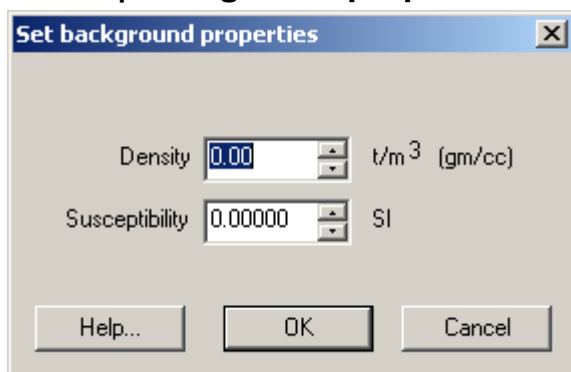 Set background properties
Density 0.00 t/m3 (gm/cc)
Susceptibility 0.00000 SI
Help... OK Cancel